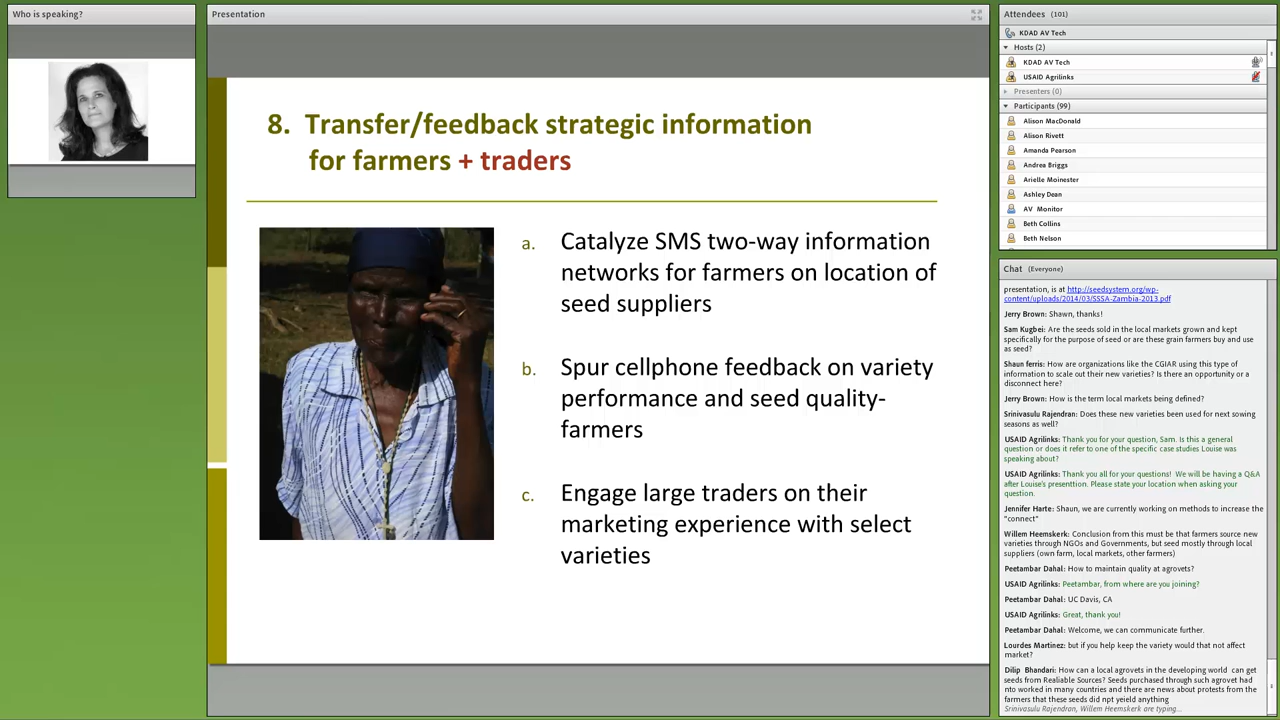 Who is speaking?
Presentation
8. Transfer/feedback strategic information
for farmers + traders
a. Catalyze SMS two-way information
networks for farmers on location of
seed suppliers
b. Spur cellphone feedback on variety
performance and seed quality-
farmers
c. Engage large traders on their
marketing experience with select
varieties
Attendees (101)
KDAD AV Tech
Hosts (2)
KDAD AV Tech
USAID Agrilinks
Presenters (0)
Participants (99)
Alison MacDonald
Alison Rivett
Amanda Pearson
Andrea Briggs
Arielle Moinester
Ashley Dean
AV Monitor
Beth Collins
Beth Nelson
Chat (Everyone)
presentation, is at http://seedsystem.org/wp-
content/uploads/2014/03/SSSA-Zambia-2013.pdf
Jerry Brown: Shawn, thanks!
Sam Kugbei: Are the seeds sold in the local markets grown and kept
specifically for the purpose of seed or are these grain farmers buy and use
as seed?
Shaun ferris: How are organizations like the CGIAR using this type of
information to scale out their new varieties? Is there an opportunity or a
disconnect here?
Jerry Brown: How is the term local markets being defined?
Srinivasulu Rajendran: Does these new varieties been used for next sowing
seasons as well?
USAID Agrilinks: Thank you for your question, Sam. Is this a general
question or does it refer to one of the specific case studies Louise was
speaking about?
USAID Agrilinks: Thank you all for your questions! We will be having a Q&A
after Louise's presenttion. Please state your location when asking your
question.
Jennifer Harte: Shaun, we are currently working on methods to increase the
"connect"
Willem Heemskerk: Conclusion from this must be that farmers source new
varieties through NGOs and Governments, but seed mostly through local
suppliers (own farm, local markets, other farmers)
Peetambar Dahal: How to maintain quality at agrovets?
USAID Agrilinks: Peetambar, from where are you joining?
Peetambar Dahal: UC Davis, CA
USAID Agrilinks: Great, thank you!
Peetambar Dahal: Welcome, we can communicate further.
Lourdes Martinez: but if you help keep the variety would that not affect
market?
Dilip Bhandari: How can a local agrovets in the developing world can get
seeds from Realiable Sources? Seeds purchased through such agrovet had
nto worked in many countries and there are news about protests from the
farmers that these seeds did npt yeield anything
Srinivasulu Rajendran, Willem Heemskerk are typing...